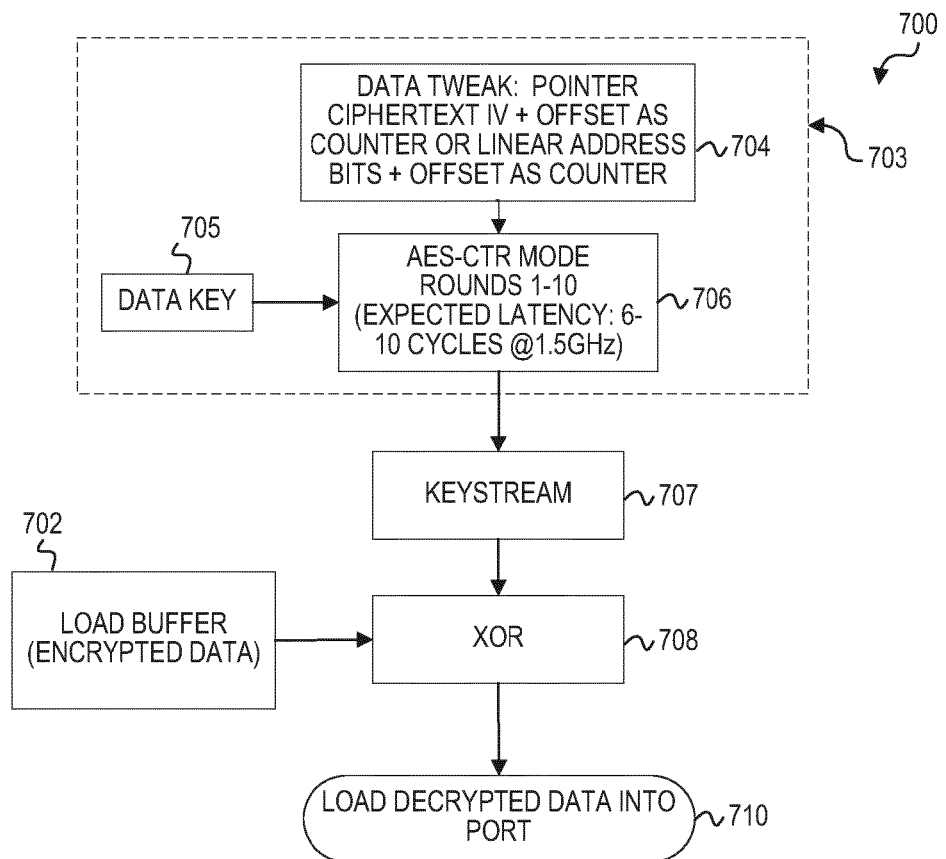 700
DATA TWEAK: POINTER
CIPHERTEXT IV + OFFSET AS
COUNTER OR LINEAR ADDRESS
BITS + OFFSET AS COUNTER
704
703
705
DATA KEY
AES-CTR MODE
ROUNDS 1-10
(EXPECTED LATENCY: 6-
10 CYCLES @1.5GHz)
706
KEYSTREAM
707
702
LOAD BUFFER
(ENCRYPTED DATA)
XOR
708
LOAD DECRYPTED DATA INTO
PORT
710